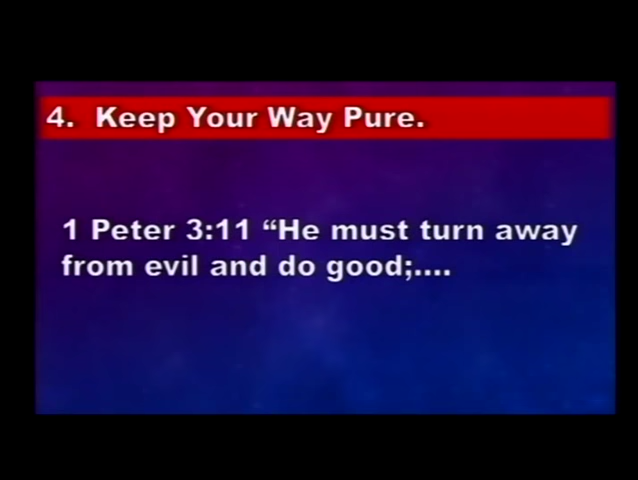 4. Keep Your Way Pure.
1 Peter 3:11 “He must turn away
from evil and do good;....